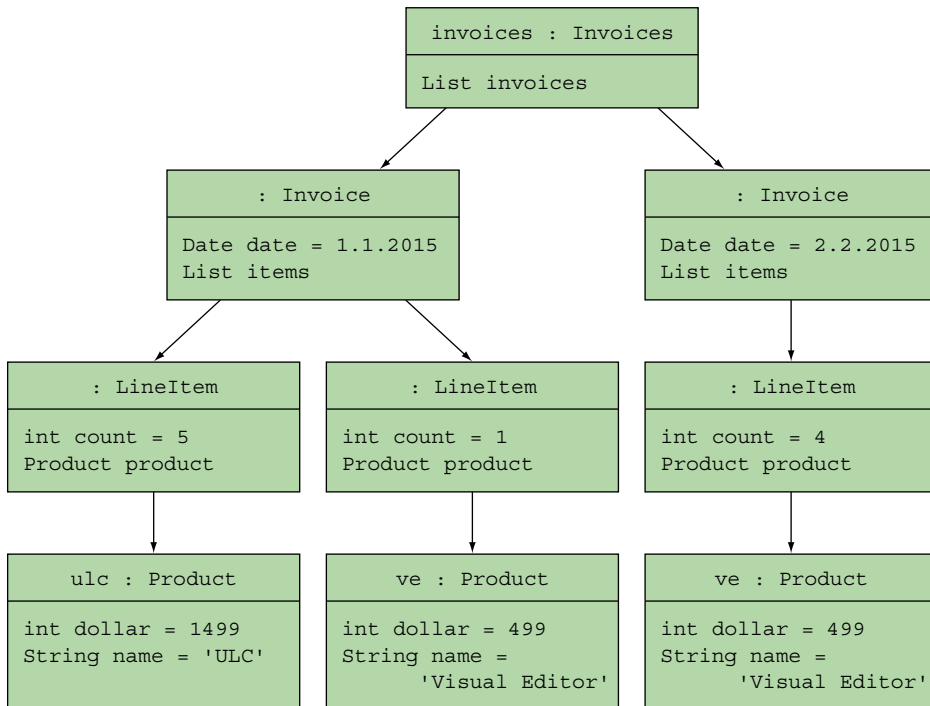 invoices : Invoices
List invoices
: Invoice
Date date = 1.1.2015
List items
: Invoice
Date date = 2.2.2015
List items
: LineItem
int count = 5
Product product
: LineItem
int count = 1
Product product
: LineItem
int count = 4
Product product
ulc : Product
int dollar = 1499
String name = 'ULC'
ve : Product
int dollar = 499
String name =
'Visual Editor'
ve : Product
int dollar = 499
String name =
'Visual Editor'